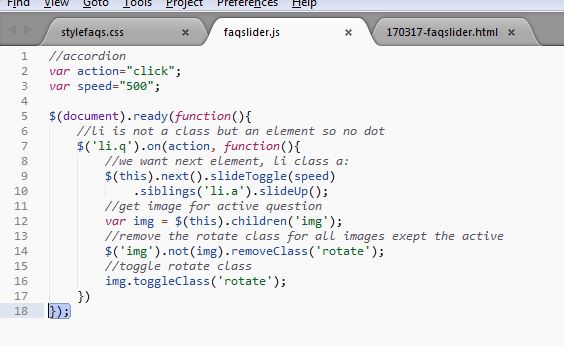 Find View Goto Tools Project Preferences Help
stylefaqs.css × faqslider.js × 170317-faqslider.html ×
1 //accordion
2 var action="click";
3 var speed="500";
4
5 $(document).ready(function(){
6 //li is not a class but an element so no dot
7 $('li.q').on(action, function(){
8 //we want next element, li class a:
9 $(this).next().slideToggle(speed)
10 .siblings('li.a').slideUp();
11 //get image for active question
12 var img = $(this).children('img');
13 //remove the rotate class for all images exept the active
14 $('img').not(img).removeClass('rotate');
15 //toggle rotate class
16 img.toggleClass('rotate');
17 })
18 });